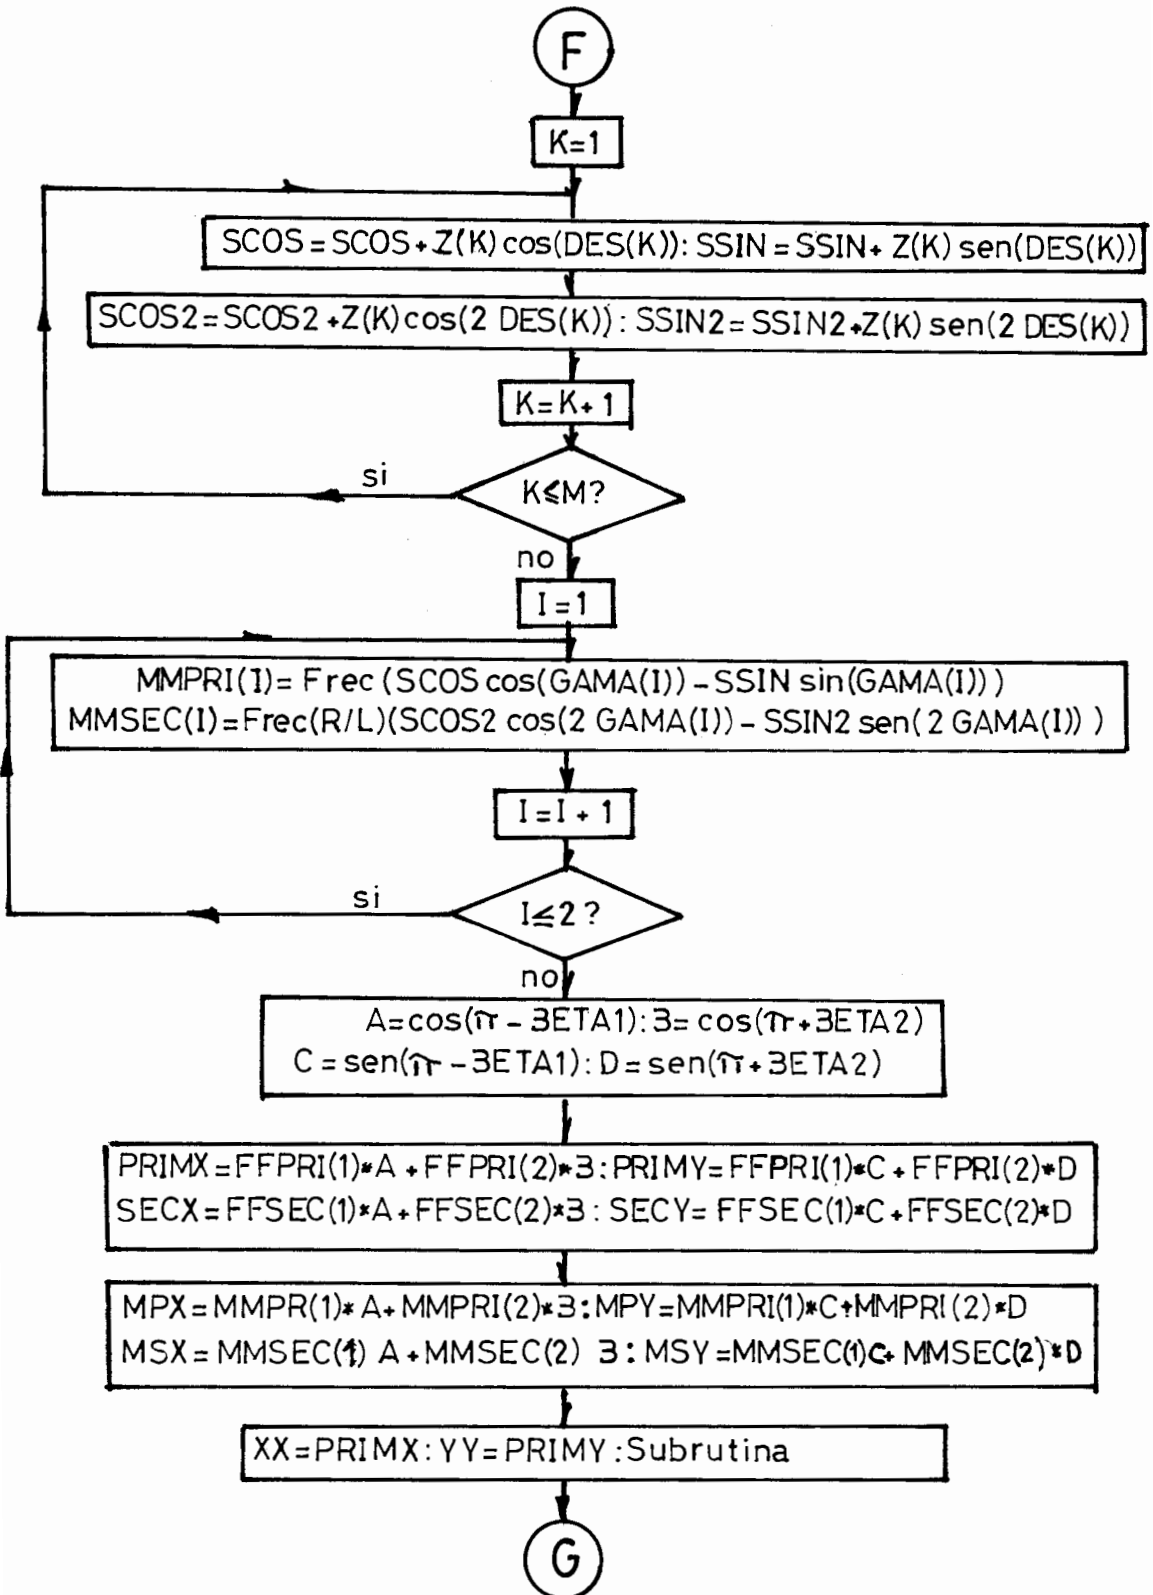 F
K=1
SCOS=SCOS+Z(K)cos(DES(K)):SSIN=SSIN+Z(K)sen(DES(K))
SCOS2=SCOS2+Z(K)cos(2 DES(K)):SSIN2=SSIN2+Z(K)sen(2 DES(K))
K=K+1
si
K≤M?
no
I=1
MMPRI(I)=Frec(SCOS cos(GAMA(I))-SSIN sin(GAMA(I)))
MMSEC(I)=Frec(R/L)(SCOS2 cos(2 GAMA(I))-SSIN2 sen(2 GAMA(I)))
I=I+1
si
I≤2?
no
A=cos(π-BETA1):B=cos(π+BETA2)
C=sen(π-BETA1):D=sen(π+BETA2)
PRIMX=FFPRI(1)*A+FFPRI(2)*B:PRIMY=FFPRI(1)*C+FFPRI(2)*D
SECX=FFSEC(1)*A+FFSEC(2)*B:SECY=FFSEC(1)*C+FFSEC(2)*D
MPX=MMPR(1)*A+MMPRI(2)*B:MPY=MMPRI(1)*C+MMPRI(2)*D
MSX=MMSEC(1) A+MMSEC(2) B:MSY=MMSEC(1)C+MMSEC(2)*D
XX=PRIMX:YY=PRIMY:Subrutina
G